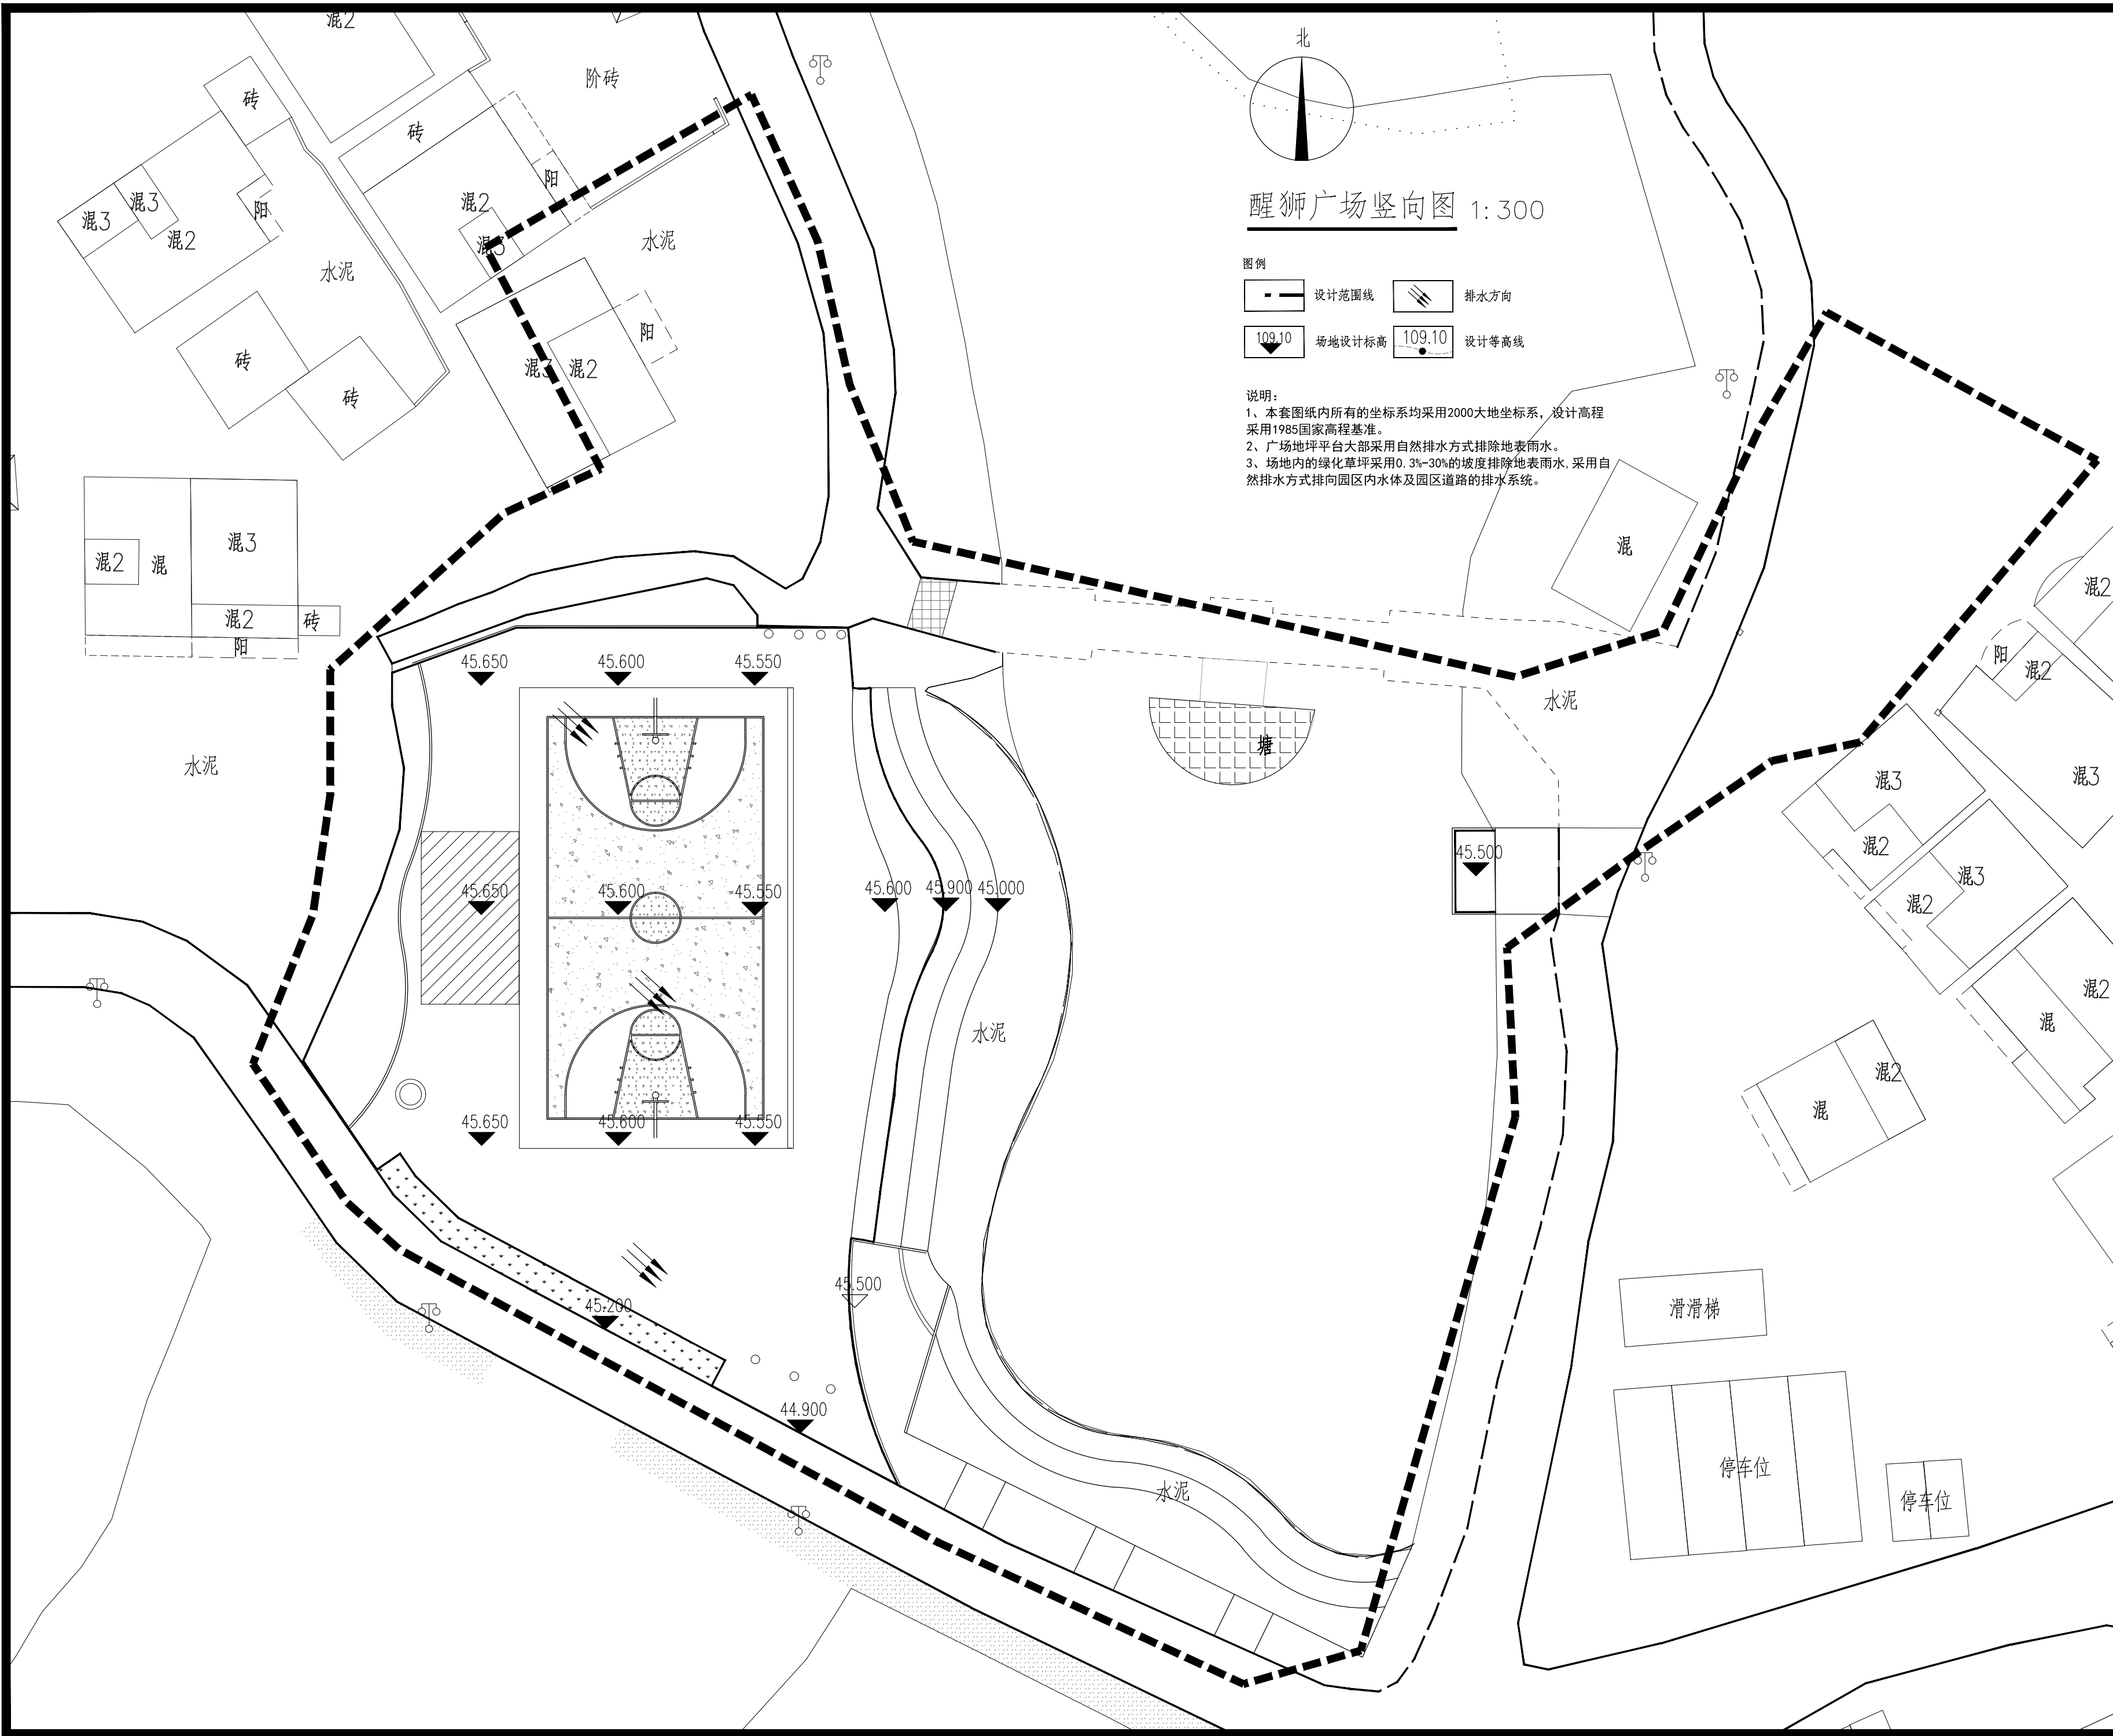 混2
北
阶砖
砖
砖
阳
混3
混3
混2
阳
混2
混3
水泥
水泥
醒狮广场竖向图 1:300
图例
设计范围线
排水方向
109.10
场地设计标高
109.10
设计等高线
阳
混3
混2
砖
砖
说明：
1、本套图纸内所有的坐标系均采用2000大地坐标系，设计高程
采用1985国家高程基准。
2、广场地坪平台大部采用自然排水方式排除地表雨水。
3、场地内的绿化草坪采用0.3%-30%的坡度排除地表雨水,采用自
然排水方式排向园区内水体及园区道路的排水系统。
混3
混2
混
混
混2
砖
阳
混2
阳
混2
45.650
45.600
45.550
水泥
塘
水泥
混3
混3
混2
45.500
混3
混2
45.650
45.600
45.550
45.600
45.900
45.000
水泥
混2
混
混2
混
45.650
45.600
45.550
45.500
45.200
滑滑梯
44.900
停车位
停车位
水泥